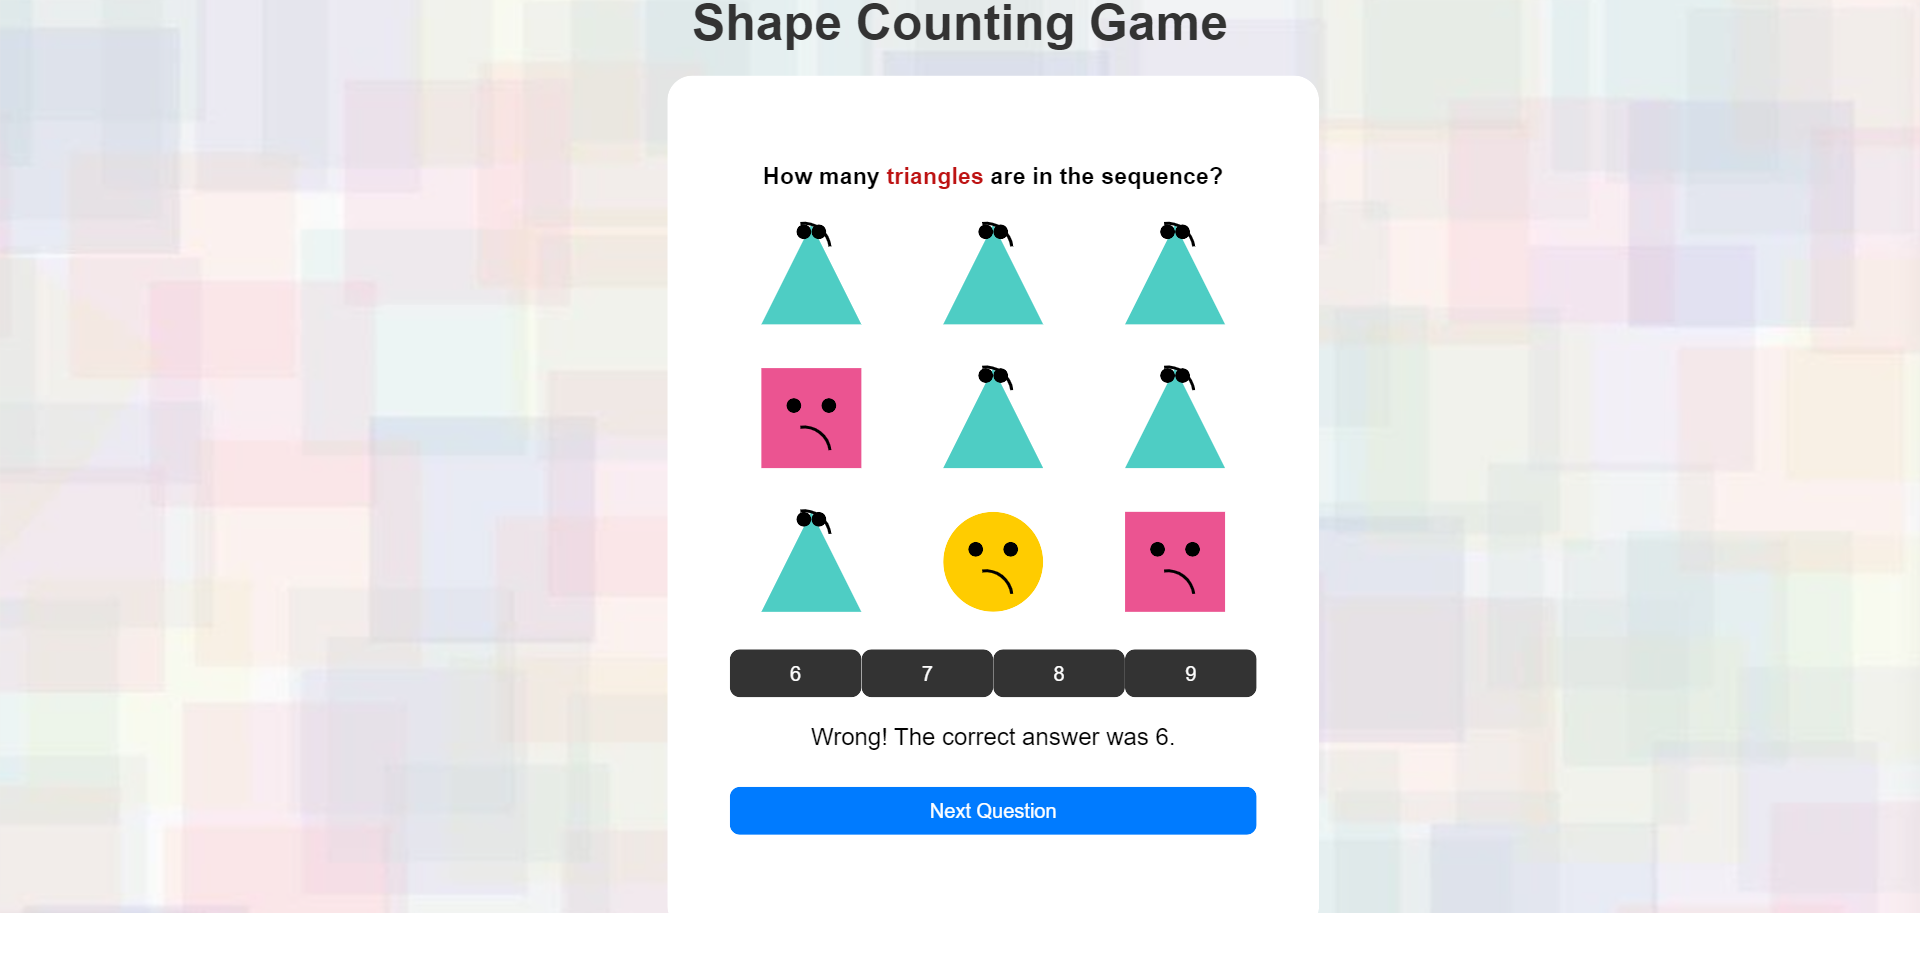 Shape Counting Game
How many triangles are in the sequence?
6 7 8 9
Wrong! The correct answer was 6.
Next Question